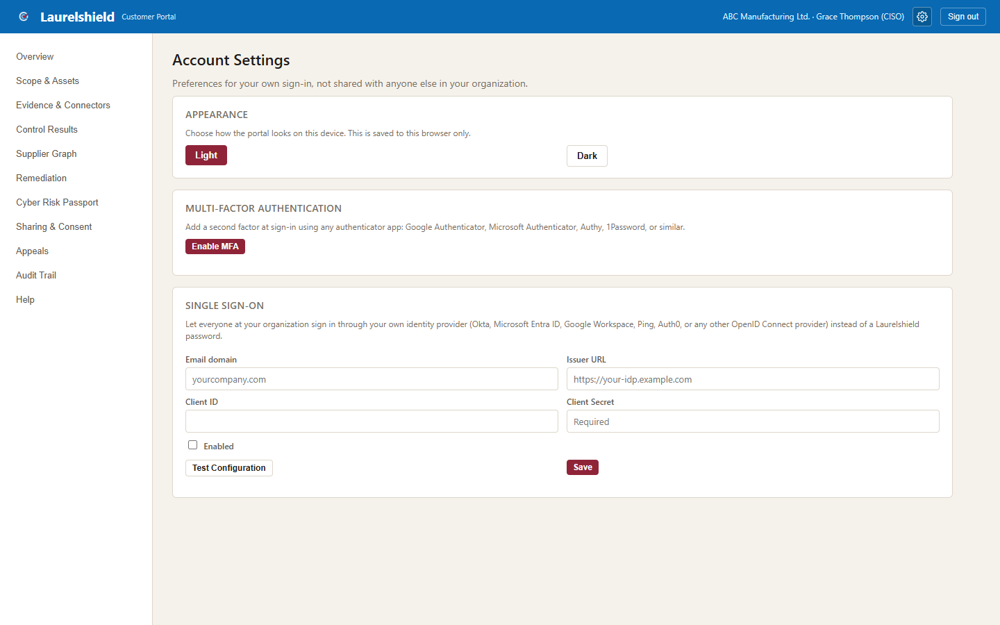 Laurelshield Customer Portal
ABC Manufacturing Ltd. · Grace Thompson (CISO)
Sign out
Overview
Scope & Assets
Evidence & Connectors
Control Results
Supplier Graph
Remediation
Cyber Risk Passport
Sharing & Consent
Appeals
Audit Trail
Help
Account Settings
Preferences for your own sign-in, not shared with anyone else in your organization.
APPEARANCE
Choose how the portal looks on this device. This is saved to this browser only.
Light
Dark
MULTI-FACTOR AUTHENTICATION
Add a second factor at sign-in using any authenticator app: Google Authenticator, Microsoft Authenticator, Authy, 1Password, or similar.
Enable MFA
SINGLE SIGN-ON
Let everyone at your organization sign in through your own identity provider (Okta, Microsoft Entra ID, Google Workspace, Ping, Auth0, or any other OpenID Connect provider) instead of a Laurelshield
password.
Email domain
yourcompany.com
Issuer URL
https://your-idp.example.com
Client ID
Client Secret
Required
Enabled
Test Configuration
Save